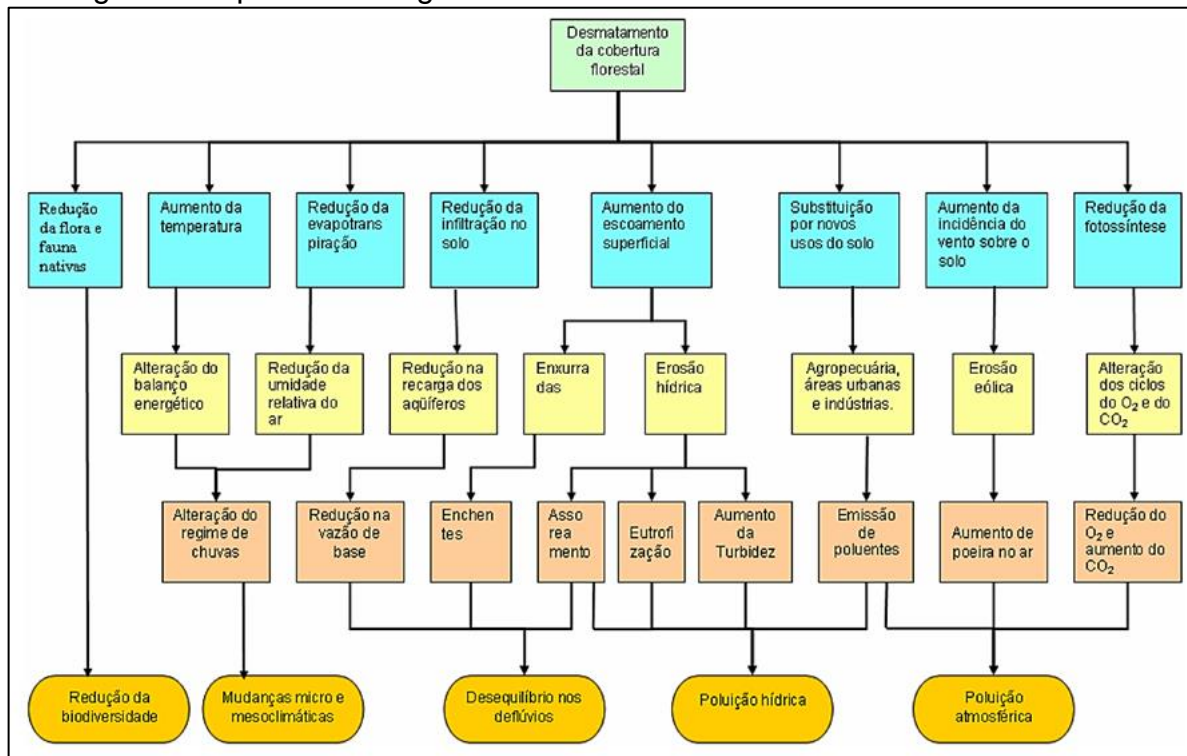 Desmatamento
da cobertura
florestal
Redução
da flora e
fauna
nativas
Aumento da
temperatura
Redução da
evapotrans
piração
Redução da
infiltração no
solo
Aumento do
escoamento
superficial
Substituição
por novos
usos do solo
Aumento da
incidência do
vento sobre o
solo
Redução da
fotossíntese
Alteração do
balanço
energético
Redução da
umidade
relativa do
ar
Redução na
recarga dos
aqüíferos
Enxurra
das
Erosão
hídrica
Agropecuária,
áreas urbanas
e indústrias.
Erosão
eólica
Alteração
dos ciclos
do O₂ e do
CO₂
Alteração do
regime de
chuvas
Redução na
vazão de
base
Enchen
tes
Asso
rea
mento
Eutrofi
zação
Aumento
da
Turbidez
Emissão
de
poluentes
Aumento de
poeira no ar
Redução do
O₂ e
aumento do
CO₂
Redução da
biodiversidade
Mudanças micro e
mesoclimáticas
Desequilíbrio nos
deflúvios
Poluição hídrica
Poluição
atmosférica